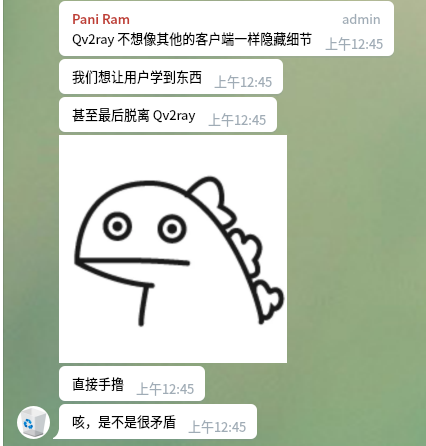 Pani Ram admin
Qv2ray 不想像其他的客户端一样隐藏细节 上午12:45
我们想让用户学到东西 上午12:45
甚至最后脱离 Qv2ray 上午12:45
直接手撸 上午12:45
咳，是不是很矛盾 上午12:45